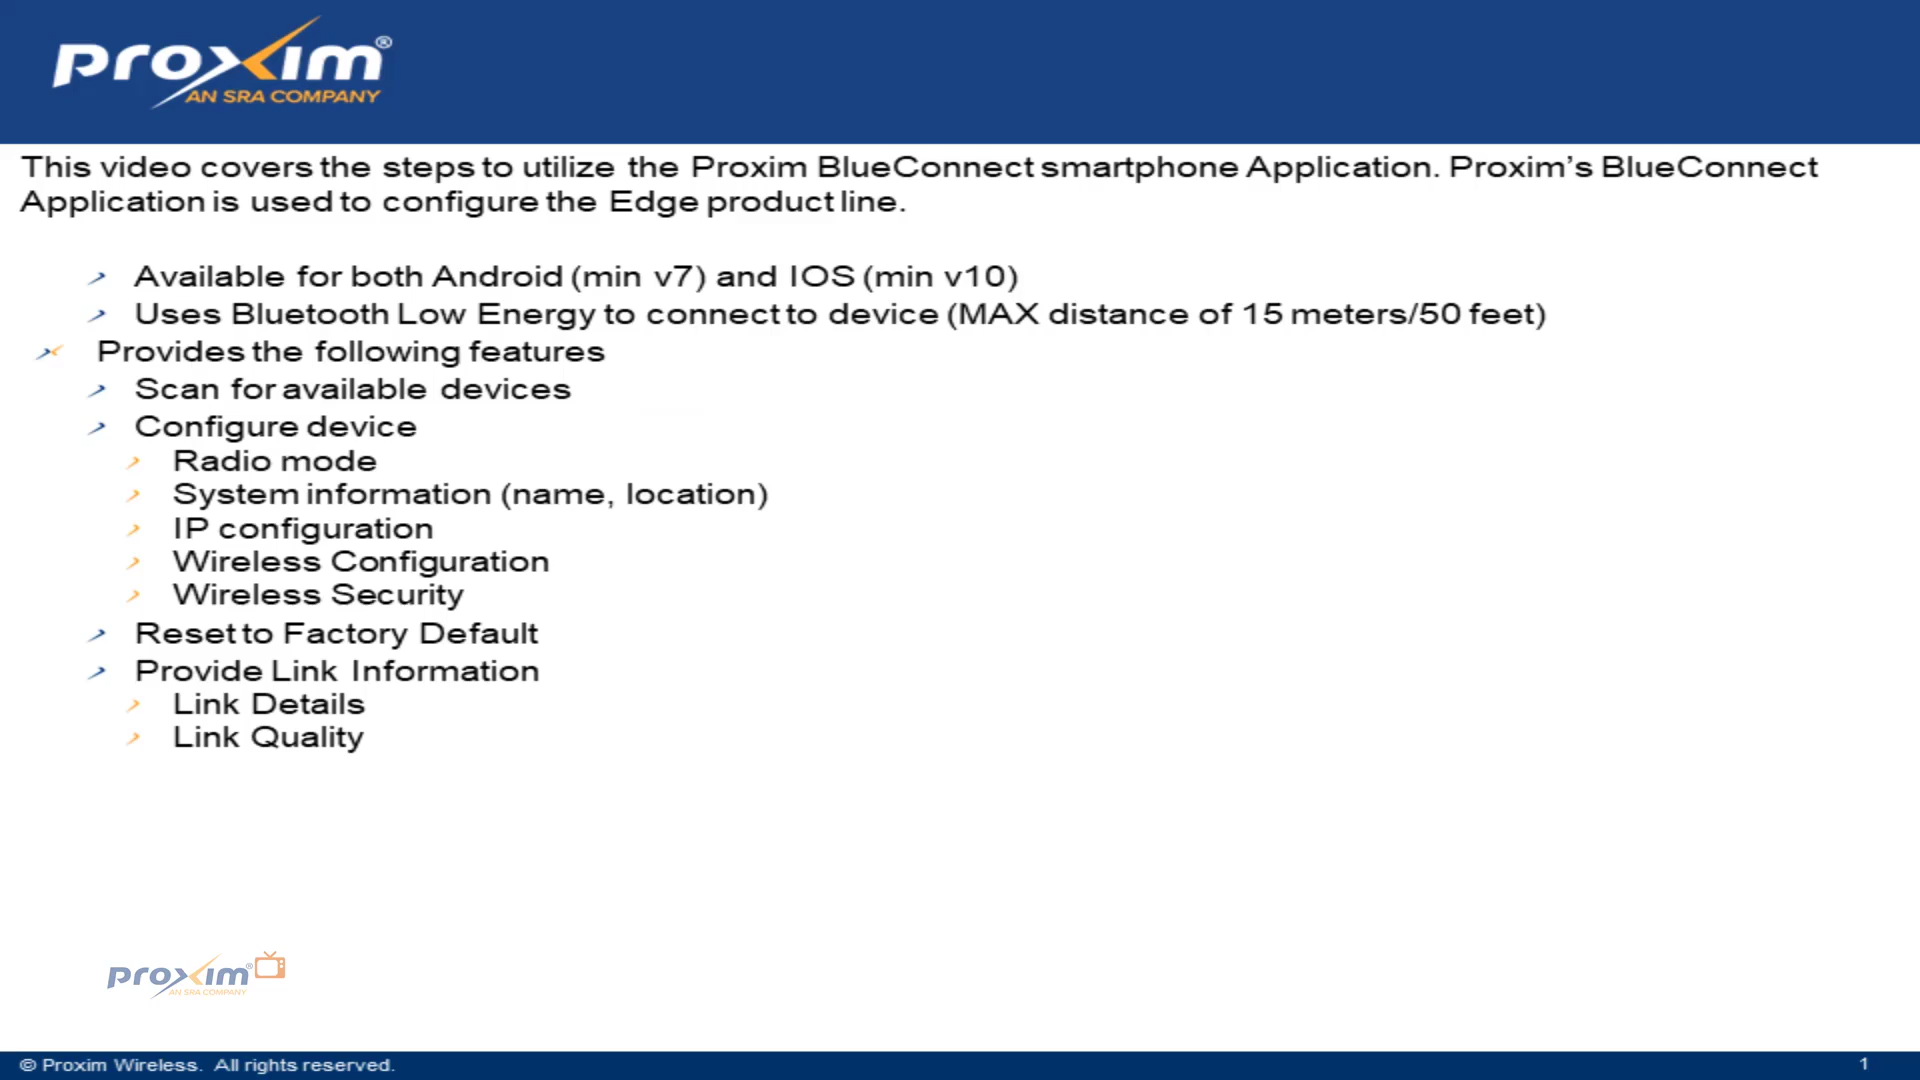 proxim®
AN SRA COMPANY
This video covers the steps to utilize the Proxim BlueConnect smartphone Application. Proxim’s BlueConnect
Application is used to configure the Edge product line.
Available for both Android (min v7) and IOS (min v10)
Uses Bluetooth Low Energy to connect to device (MAX distance of 15 meters/50 feet)
Provides the following features
Scan for available devices
Configure device
Radio mode
System information (name, location)
IP configuration
Wireless Configuration
Wireless Security
Reset to Factory Default
Provide Link Information
Link Details
Link Quality
proxim®
AN SRA COMPANY
© Proxim Wireless. All rights reserved.
1